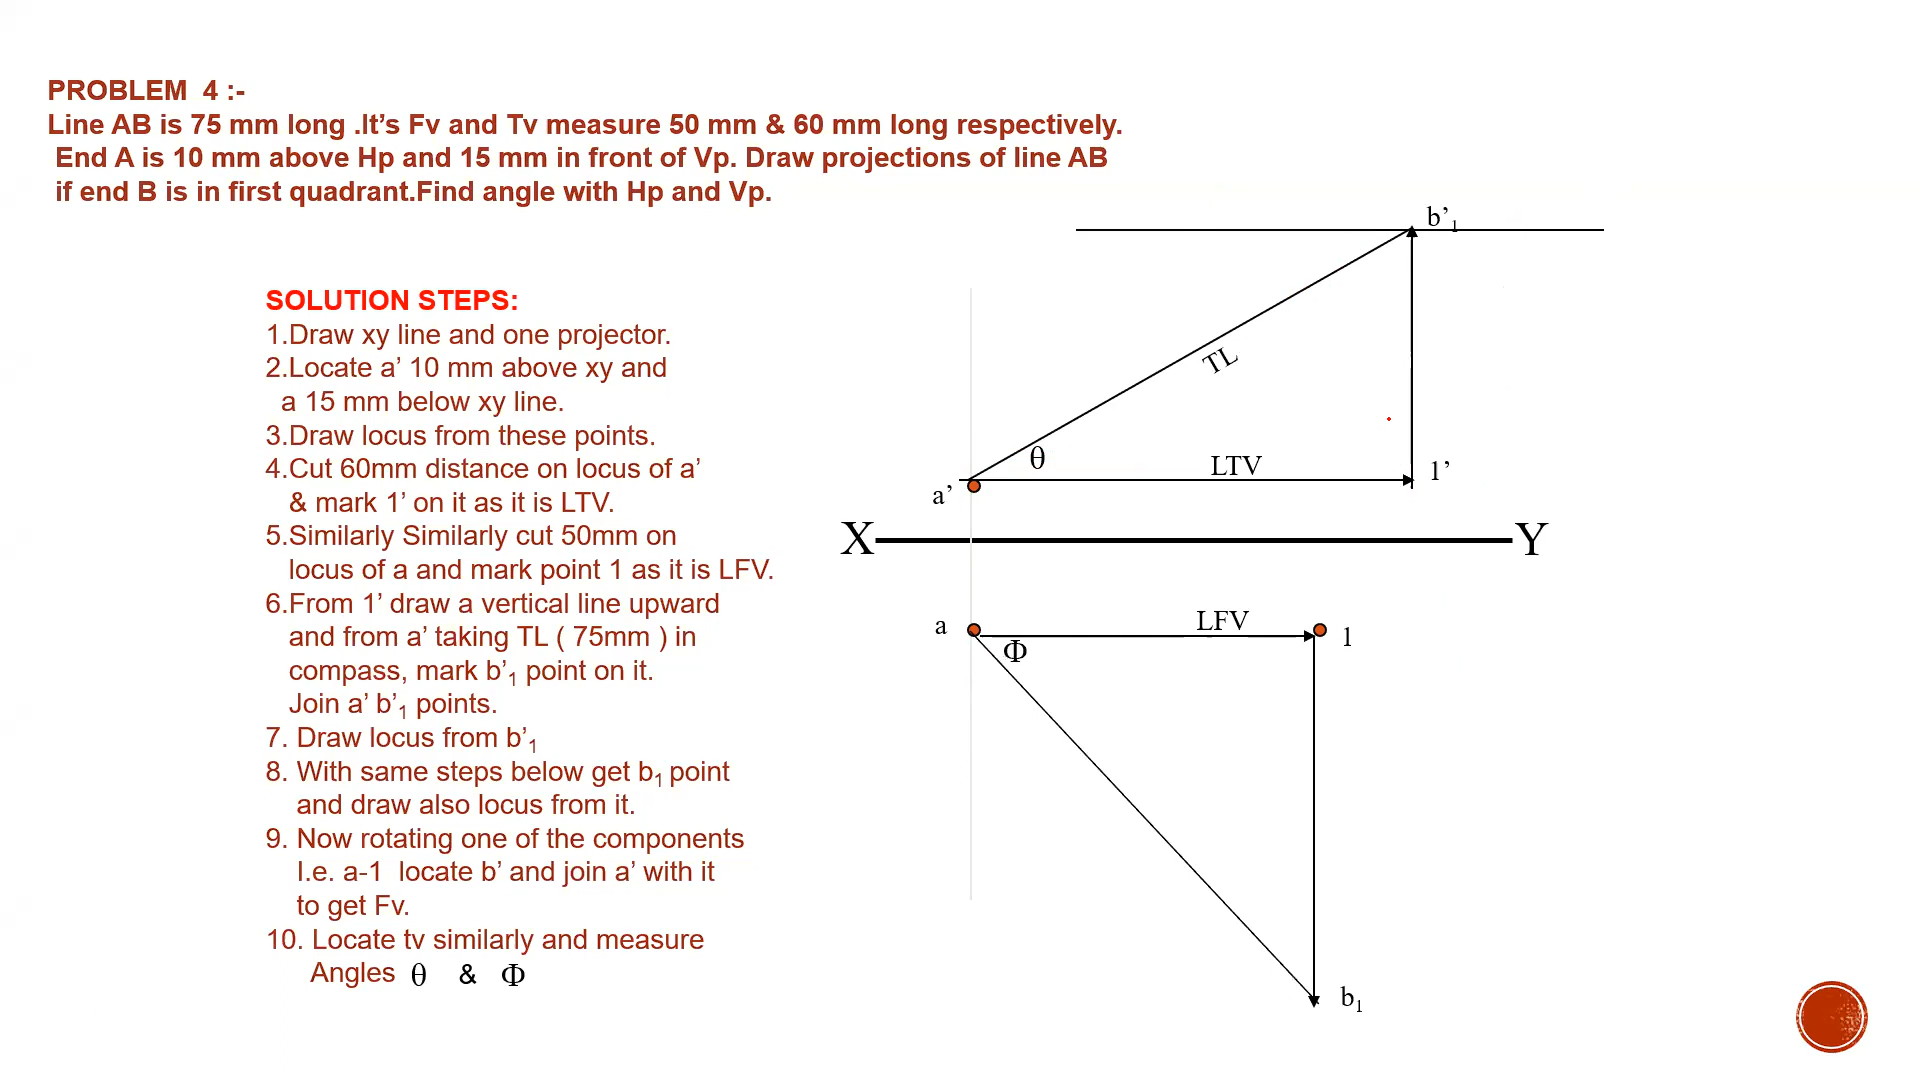 PROBLEM 4 :-
Line AB is 75 mm long .It’s Fv and Tv measure 50 mm & 60 mm long respectively.
End A is 10 mm above Hp and 15 mm in front of Vp. Draw projections of line AB
if end B is in first quadrant.Find angle with Hp and Vp.
SOLUTION STEPS:
1.Draw xy line and one projector.
2.Locate a’ 10 mm above xy and
a 15 mm below xy line.
3.Draw locus from these points.
4.Cut 60mm distance on locus of a’
& mark 1’ on it as it is LTV.
5.Similarly Similarly cut 50mm on
locus of a and mark point 1 as it is LFV.
6.From 1’ draw a vertical line upward
and from a’ taking TL ( 75mm ) in
compass, mark b’₁ point on it.
Join a’ b’₁ points.
7. Draw locus from b’₁
8. With same steps below get b₁ point
and draw also locus from it.
9. Now rotating one of the components
I.e. a-1 locate b’ and join a’ with it
to get Fv.
10. Locate tv similarly and measure
Angles θ & Φ
b’₁
TL
θ
LTV
1’
a’
X
Y
a
LFV
1
Φ
b₁